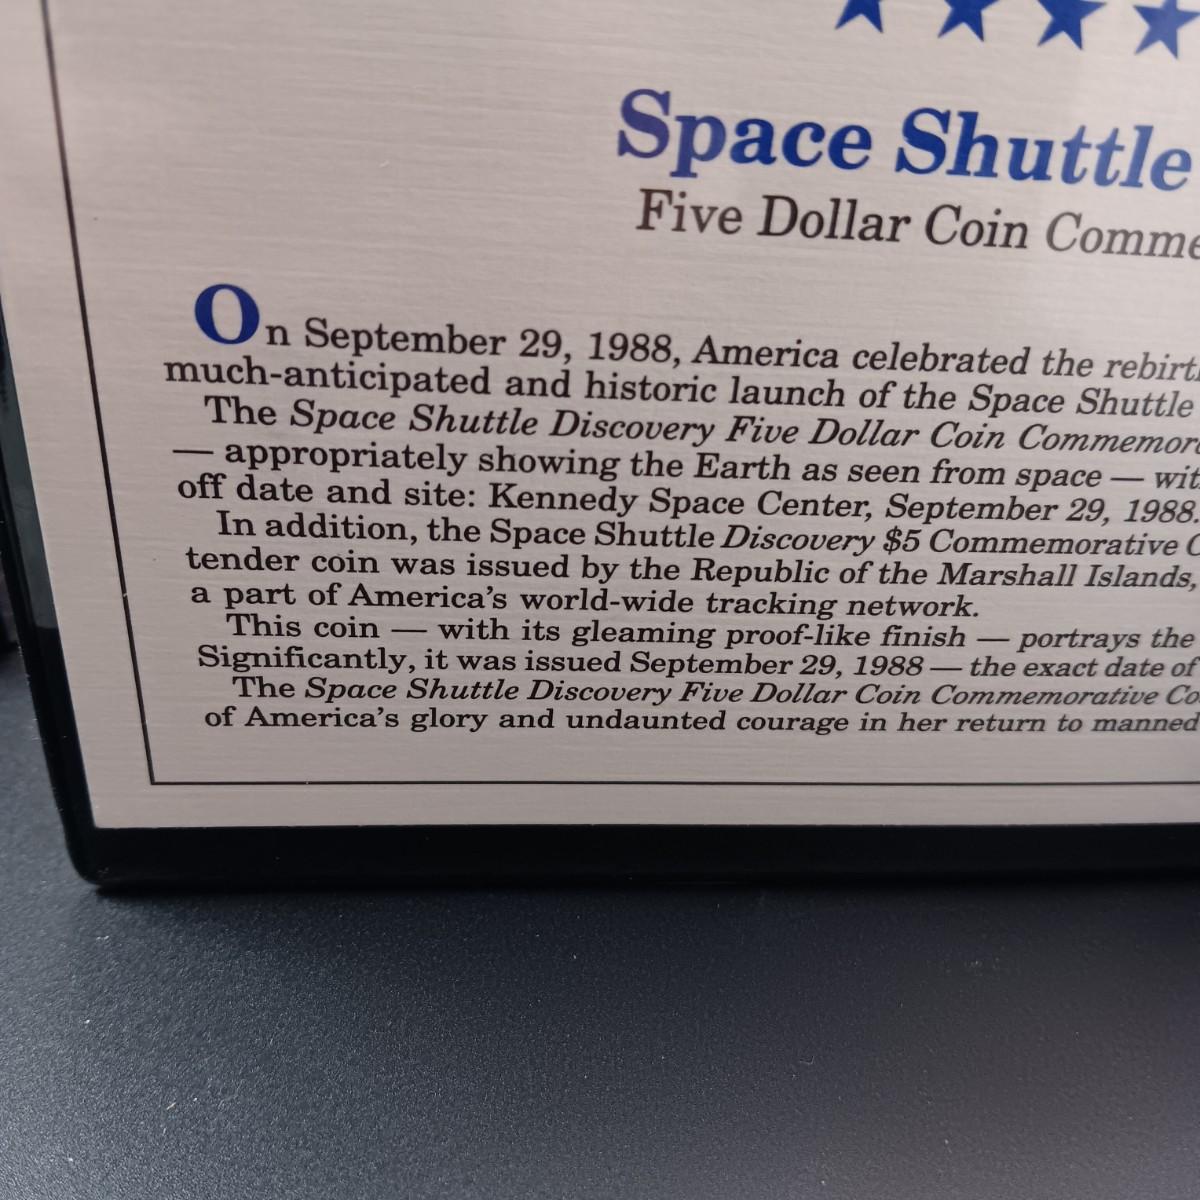 Space Shuttle
Five Dollar Coin
On September 29, 1988, America celebrated the
much-anticipated and historic launch of the Space Shuttle
The Space Shuttle Discovery Five Dollar Coin
— appropriately showing the Earth as seen from space —
off date and site: Kennedy Space Center, September 29, 1988.
In addition, the Space Shuttle Discovery $5 Commemorative
tender coin was issued by the Republic of the Marshall Islands,
a part of America's world-wide tracking network.
This coin — with its gleaming proof-like finish — portrays the
Significantly, it was issued September 29, 1988 — the exact date of
The Space Shuttle Discovery Five Dollar Coin Commemorative
of America's glory and undaunted courage in her return to manned